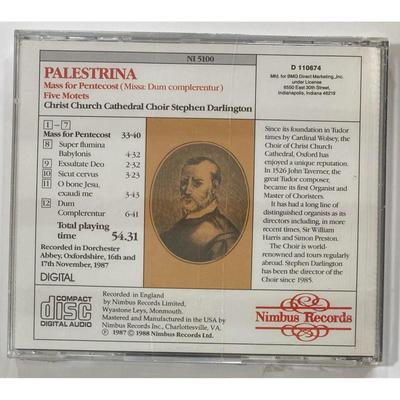 NI 5100
PALESTRINA
Mass for Pentecost (Missa: Dum complerentur)
Five Motets
Christ Church Cathedral Choir Stephen Darlington
D 110674
Mfd. for BMG Direct Marketing, Inc.
under License
6550 East 30th Street,
Indianapolis, Indiana 46219
1 – 7
Mass for Pentecost 33·40
8 Super flumina
Babylonis 4·32
9 Exsultate Deo 2·32
10 Sicut cervus 3·23
11 O bone Jesu,
exaudi me 3·43
12 Dum
Complerentur 6·41
Total playing
time 54.31
Recorded in Dorchester
Abbey, Oxfordshire, 16th and
17th November, 1987
DIGITAL
Since its foundation in Tudor
times by Cardinal Wolsey, the
Choir of Christ Church
Cathedral, Oxford has
enjoyed a unique reputation.
In 1526 John Taverner, the
great Tudor composer,
became its first Organist and
Master of Choristers.
It has had a long line of
distinguished organists as its
directors including, in
more recent times, Sir William
Harris and Simon Preston.
The Choir is world-
renowned and tours regularly
abroad. Stephen Darlington
has been the director of the
choir since 1985.
COMPACT
disc
DIGITAL AUDIO
Recorded in England
by Nimbus Records Limited,
Wyastone Leys, Monmouth.
Mastered and Manufactured in USA by
Nimbus Records Inc., Charlottesville, VA.
℗ 1987 © 1988 Nimbus Records Ltd.
Nimbus Records